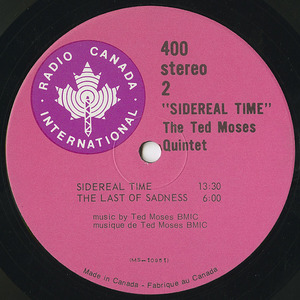 RADIO CANADA
INTERNATIONAL
400
stereo
2
"SIDEREAL TIME"
The Ted Moses
Quintet
SIDEREAL TIME 13:30
THE LAST OF SADNESS 6:00
music by Ted Moses BMIC
musique de Ted Moses BMIC
Made in Canada - Fabrique au Canada